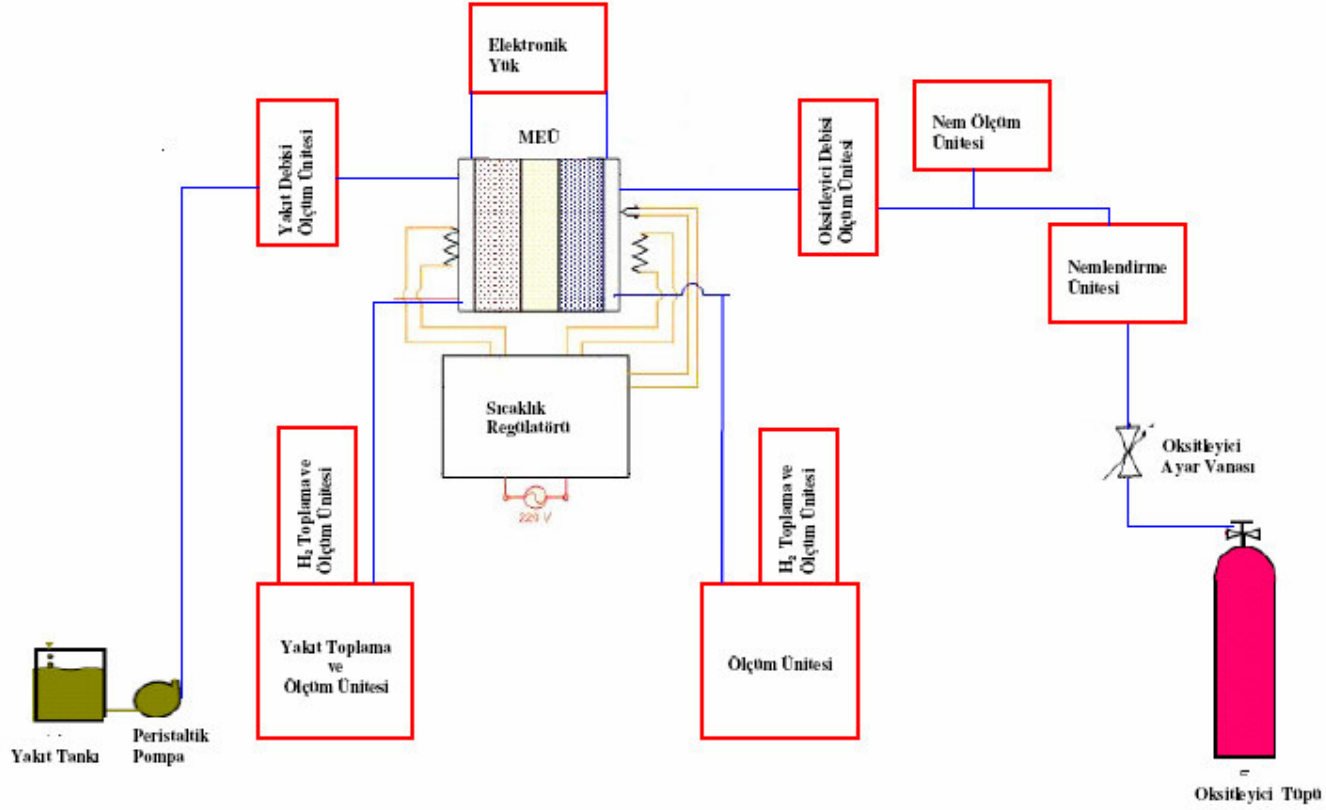 Elektronik
Yük
MEÜ
Yakıt Debisi
Ölçüm Ünitesi
Oksitleyici Debisi
Ölçüm Ünitesi
Nem Ölçüm
Ünitesi
Nemlendirme
Ünitesi
Sıcaklık
Regülatörü
220 V
Oksitleyici
Ayar Vanası
H₂ Toplama ve
Ölçüm Ünitesi
H₂ Toplama ve
Ölçüm Ünitesi
Yakıt Toplama
ve
Ölçüm Ünitesi
Ölçüm Ünitesi
Peristaltik
Pompa
Yakıt Tankı
Oksitleyici Tüpü